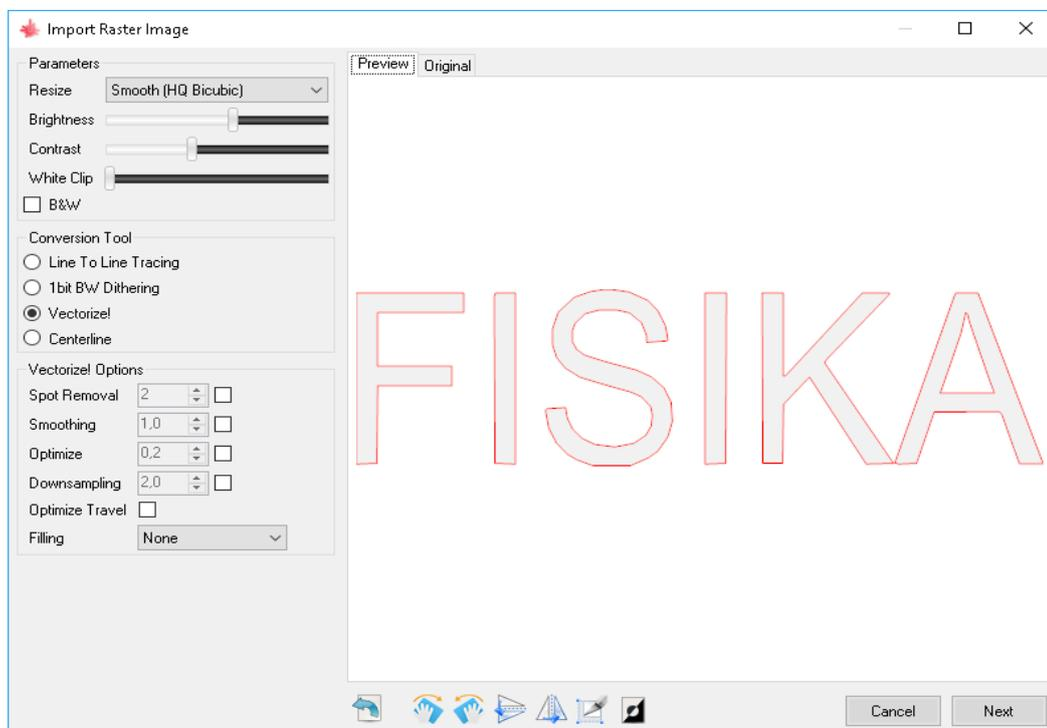 Import Raster Image
Parameters
Resize Smooth (HQ Bicubic)
Brightness
Contrast
White Clip
B&W
Conversion Tool
Line To Line Tracing
1bit BW Dithering
Vectorize!
Centerline
Vectorize! Options
Spot Removal 2
Smoothing 1,0
Optimize 0,2
Downsampling 2,0
Optimize Travel
Filling None
Preview Original
FISIKA
Cancel Next